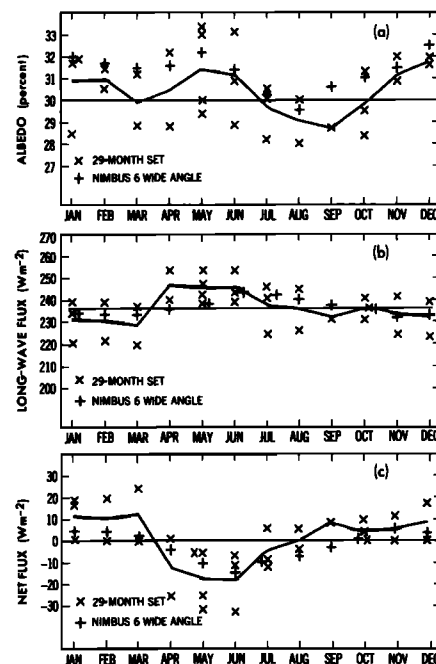 (a)
33
32
31
30
29
28
27
ALBEDO (percent)
× 29-MONTH SET
+ NIMBUS 6 WIDE ANGLE
JAN FEB MAR APR MAY JUN JUL AUG SEP OCT NOV DEC
(b)
270
260
250
240
230
220
210
200
LONG-WAVE FLUX (Wm-2)
× 29-MONTH SET
+ NIMBUS 6 WIDE ANGLE
JAN FEB MAR APR MAY JUN JUL AUG SEP OCT NOV DEC
(c)
30
20
10
0
-10
-20
-30
NET FLUX (Wm-2)
× 29-MONTH SET
+ NIMBUS 6 WIDE ANGLE
JAN FEB MAR APR MAY JUN JUL AUG SEP OCT NOV DEC